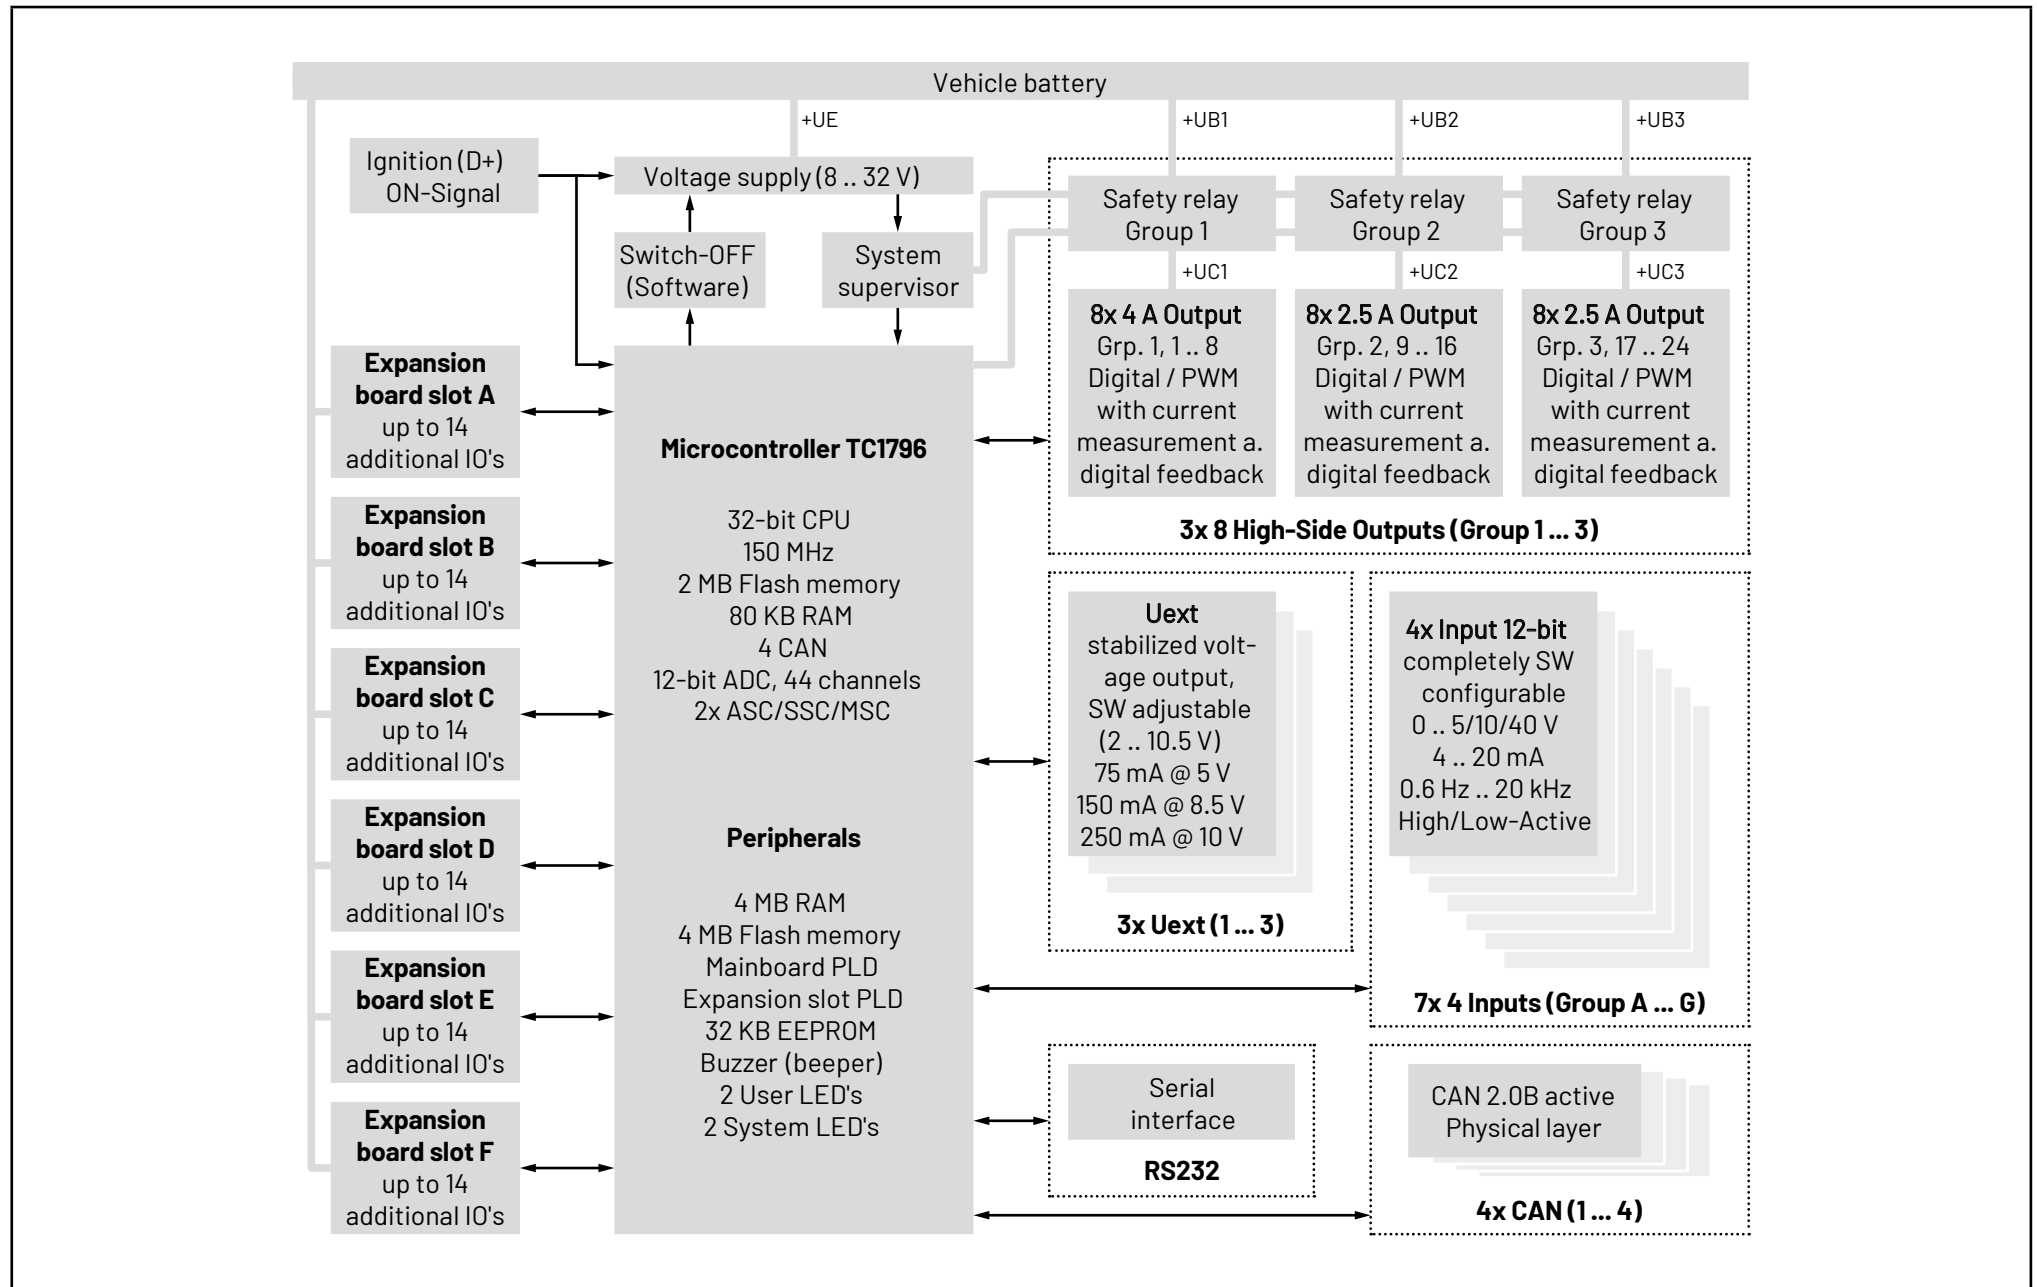 Vehicle battery
+UE
+UB1
+UB2
+UB3
Ignition (D+)
ON-Signal
Voltage supply (8 .. 32 V)
Switch-OFF
(Software)
System
supervisor
Safety relay
Group 1
Safety relay
Group 2
Safety relay
Group 3
+UC1
+UC2
+UC3
8x 4 A Output
Grp. 1, 1 .. 8
Digital / PWM
with current
measurement a.
digital feedback
8x 2.5 A Output
Grp. 2, 9 .. 16
Digital / PWM
with current
measurement a.
digital feedback
8x 2.5 A Output
Grp. 3, 17 .. 24
Digital / PWM
with current
measurement a.
digital feedback
3x 8 High-Side Outputs (Group 1 ... 3)
Expansion
board slot A
up to 14
additional IO's
Expansion
board slot B
up to 14
additional IO's
Expansion
board slot C
up to 14
additional IO's
Expansion
board slot D
up to 14
additional IO's
Expansion
board slot E
up to 14
additional IO's
Expansion
board slot F
up to 14
additional IO's
Microcontroller TC1796
32-bit CPU
150 MHz
2 MB Flash memory
80 KB RAM
4 CAN
12-bit ADC, 44 channels
2x ASC/SSC/MSC
Peripherals
4 MB RAM
4 MB Flash memory
Mainboard PLD
Expansion slot PLD
32 KB EEPROM
Buzzer (beeper)
2 User LED's
2 System LED's
Uext
stabilized volt-
age output,
SW adjustable
(2 .. 10.5 V)
75 mA @ 5 V
150 mA @ 8.5 V
250 mA @ 10 V
3x Uext (1 ... 3)
4x Input 12-bit
completely SW
configurable
0 .. 5/10/40 V
4 .. 20 mA
0.6 Hz .. 20 kHz
High/Low-Active
7x 4 Inputs (Group A ... G)
Serial
interface
RS232
CAN 2.0B active
Physical layer
4x CAN (1 ... 4)